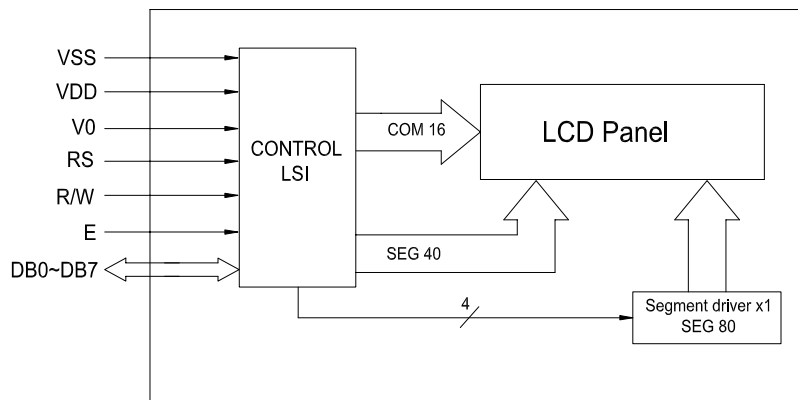 VSS
VDD
V0
RS
R/W
E
DB0~DB7
CONTROL
LSI
COM 16
SEG 40
LCD Panel
4
Segment driver x1
SEG 80